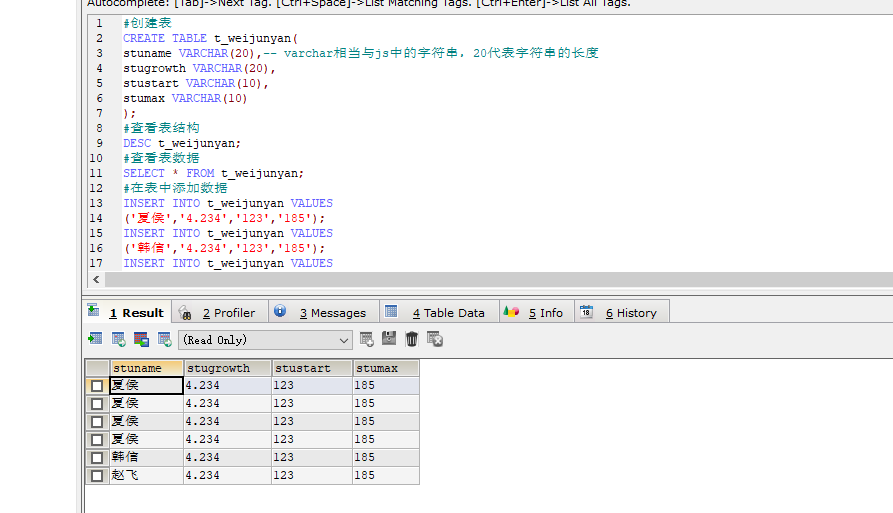 Autocomplete: [Tab]->Next Tag. [Ctrl+Space]->List Matching Tags. [Ctrl+Enter]->List All Tags.
1 #创建表
2 CREATE TABLE t_weijunyan(
3 stuname VARCHAR(20),-- varchar相当与js中的字符串，20代表字符串的长度
4 stugrowth VARCHAR(20),
5 stustart VARCHAR(10),
6 stumax VARCHAR(10)
7 );
8 #查看表结构
9 DESC t_weijunyan;
10 #查看表数据
11 SELECT * FROM t_weijunyan;
12 #在表中添加数据
13 INSERT INTO t_weijunyan VALUES
14 ('夏侯','4.234','123','185');
15 INSERT INTO t_weijunyan VALUES
16 ('韩信','4.234','123','185');
17 INSERT INTO t_weijunyan VALUES
1 Result 2 Profiler 3 Messages 4 Table Data 5 Info 18 6 History
(Read Only)
stuname stugrowth stustart stumax
夏侯 4.234 123 185
夏侯 4.234 123 185
夏侯 4.234 123 185
夏侯 4.234 123 185
韩信 4.234 123 185
赵飞 4.234 123 185